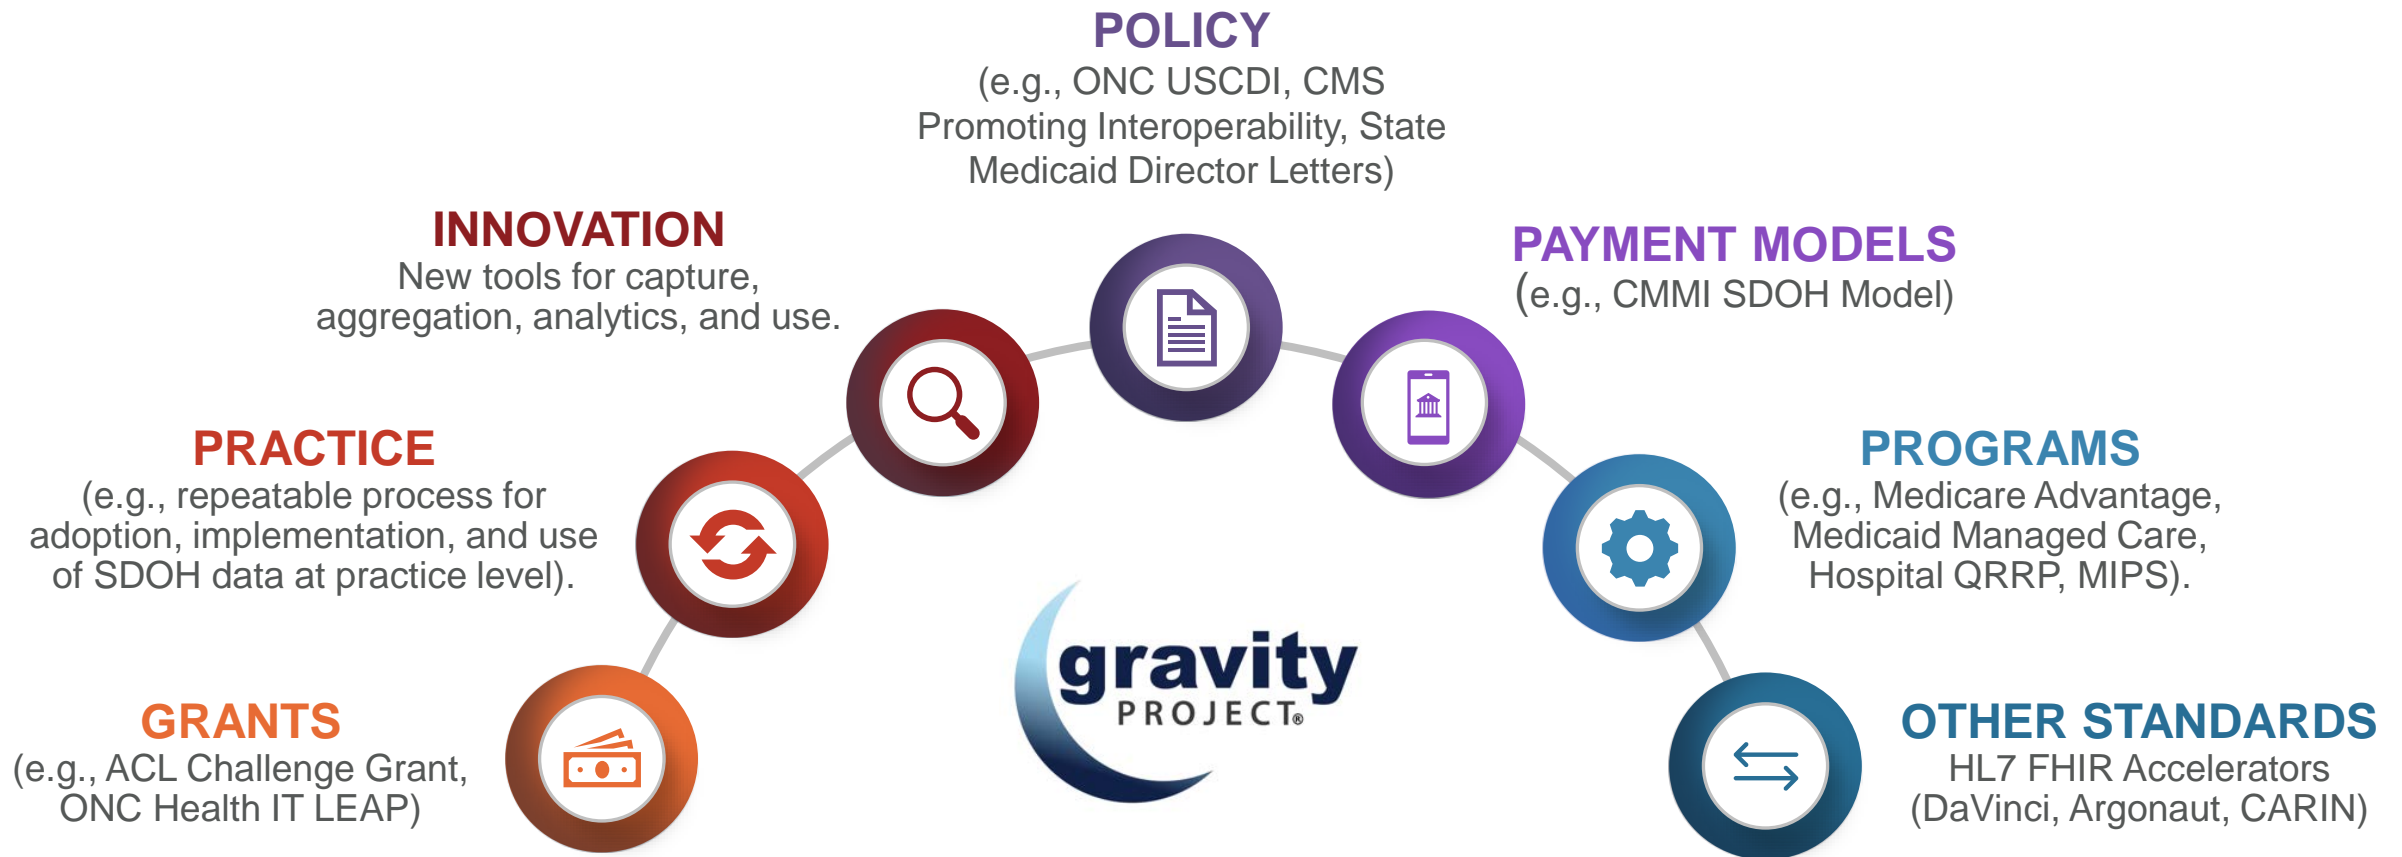 POLICY
(e.g., ONC USCDI, CMS
Promoting Interoperability, State
Medicaid Director Letters)
INNOVATION
New tools for capture,
aggregation, analytics, and use.
PAYMENT MODELS
(e.g., CMMI SDOH Model)
PRACTICE
(e.g., repeatable process for
adoption, implementation, and use
of SDOH data at practice level).
PROGRAMS
(e.g., Medicare Advantage,
Medicaid Managed Care,
Hospital QRRP, MIPS).
gravity
PROJECT®
GRANTS
(e.g., ACL Challenge Grant,
ONC Health IT LEAP)
OTHER STANDARDS
HL7 FHIR Accelerators
(DaVinci, Argonaut, CARIN)